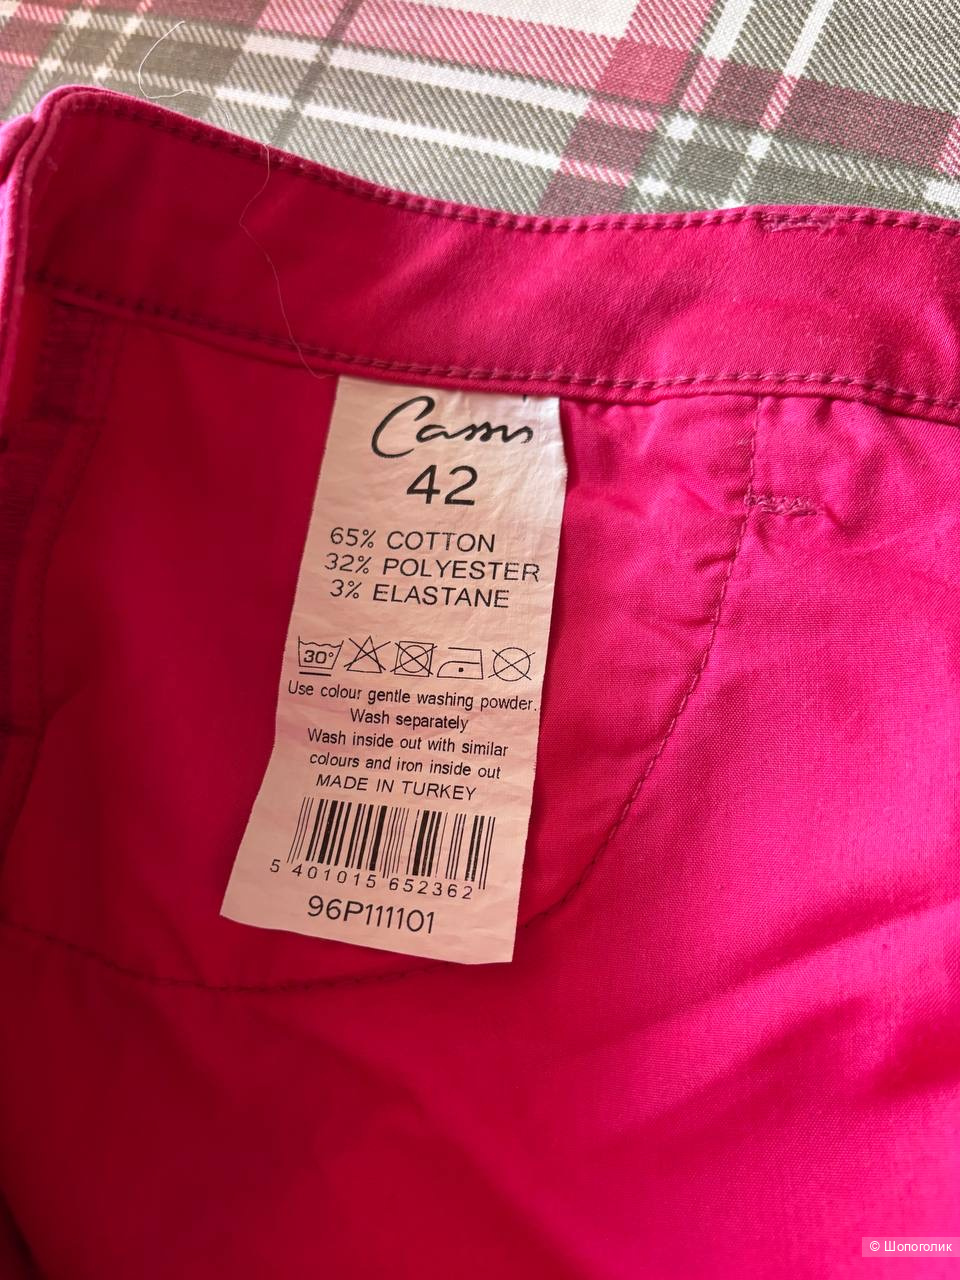 Cassis
42
65% COTTON
32% POLYESTER
3% ELASTANE
30°
Use colour gentle washing powder.
Wash separately
Wash inside out with similar
colours and iron inside out
MADE IN TURKEY
5 401015 652362
96P111101
© Шопоголик